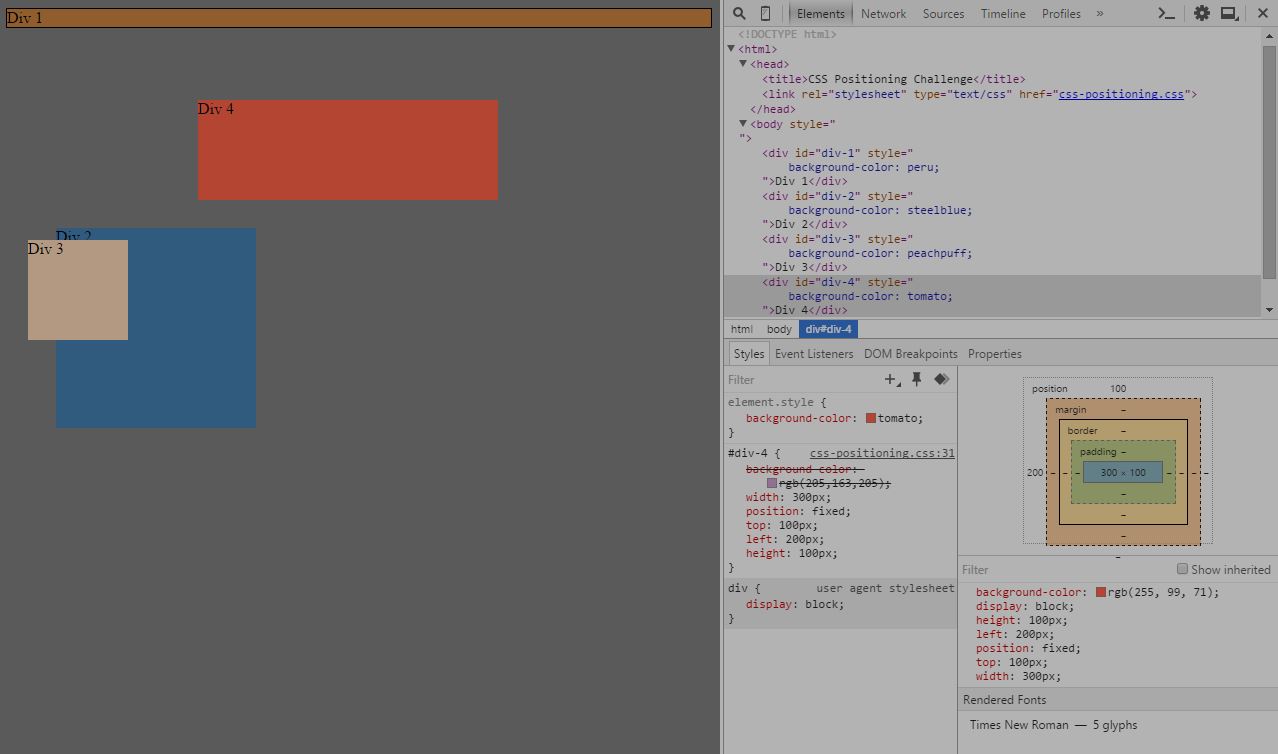 Div 1
Div 4
Div 2
Div 3
Elements Network Sources Timeline Profiles »
<!DOCTYPE html>
▼<html>
▼<head>
<title>CSS Positioning Challenge</title>
<link rel="stylesheet" type="text/css" href="css-positioning.css">
</head>
▼<body style="
">
<div id="div-1" style="
background-color: peru;
">Div 1</div>
<div id="div-2" style="
background-color: steelblue;
">Div 2</div>
<div id="div-3" style="
background-color: peachpuff;
">Div 3</div>
<div id="div-4" style="
background-color: tomato;
">Div 4</div>
html body div#div-4
Styles Event Listeners DOM Breakpoints Properties
Filter
element.style {
background-color: tomato;
}
#div-4 { css-positioning.css:31
background-color:
rgb(205,163,205);
width: 300px;
position: fixed;
top: 100px;
left: 200px;
height: 100px;
}
div { user agent stylesheet
display: block;
}
position 100
margin –
border –
padding –
200 – – – 300 × 100 – – – –
–
–
–
–
Filter Show inherited
background-color: rgb(255, 99, 71);
display: block;
height: 100px;
left: 200px;
position: fixed;
top: 100px;
width: 300px;
Rendered Fonts
Times New Roman — 5 glyphs